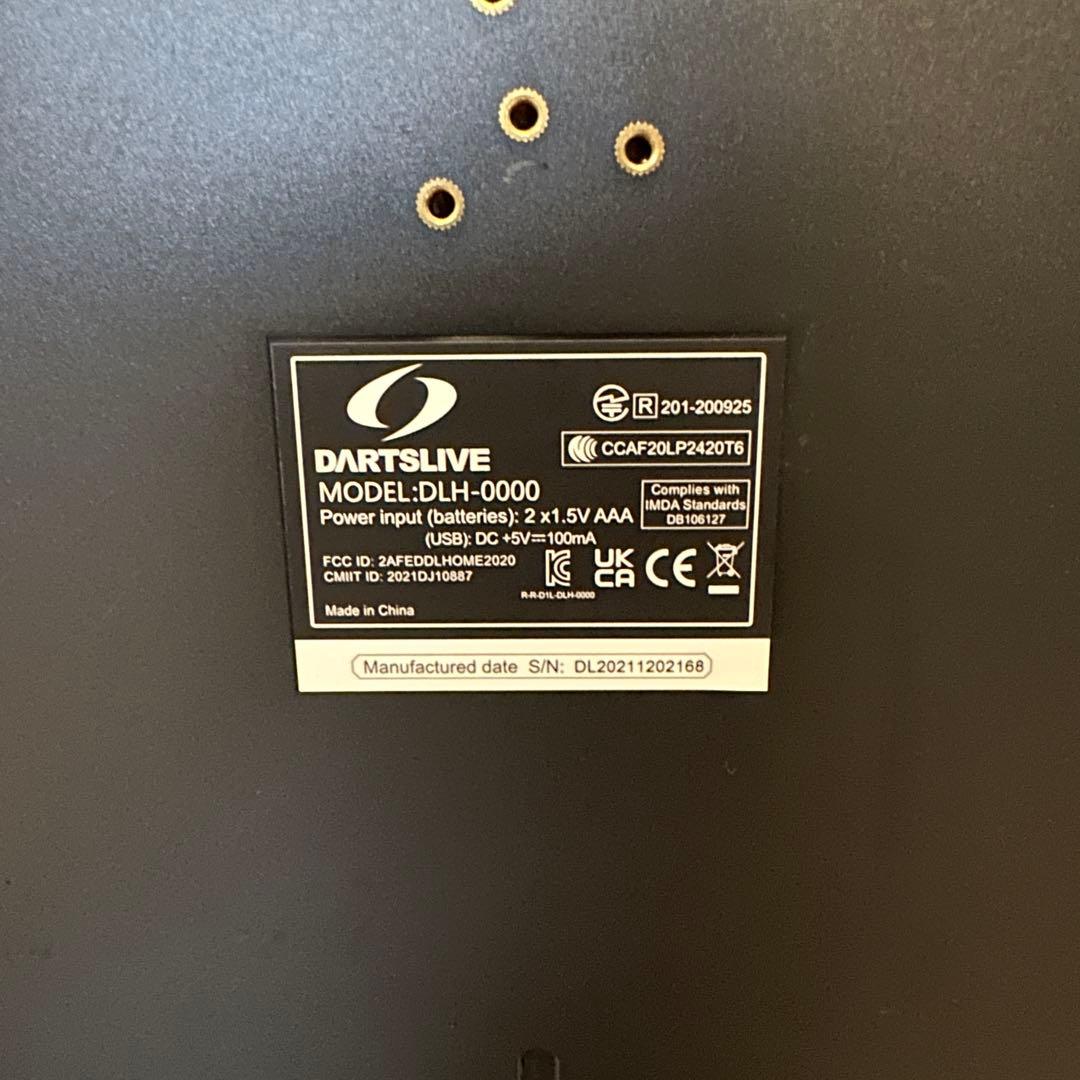 DARTSLIVE
R 201-200925
CCAF20LP2420T6
MODEL:DLH-0000
Power input (batteries): 2 x1.5V AAA
(USB): DC +5V⎓100mA
Complies with
IMDA Standards
DB106127
FCC ID: 2AFEDDLHOME2020
CMIIT ID: 2021DJ10887
R-R-D1L-DLH-0000
UK
CA
CE
Made in China
Manufactured date S/N: DL20211202168